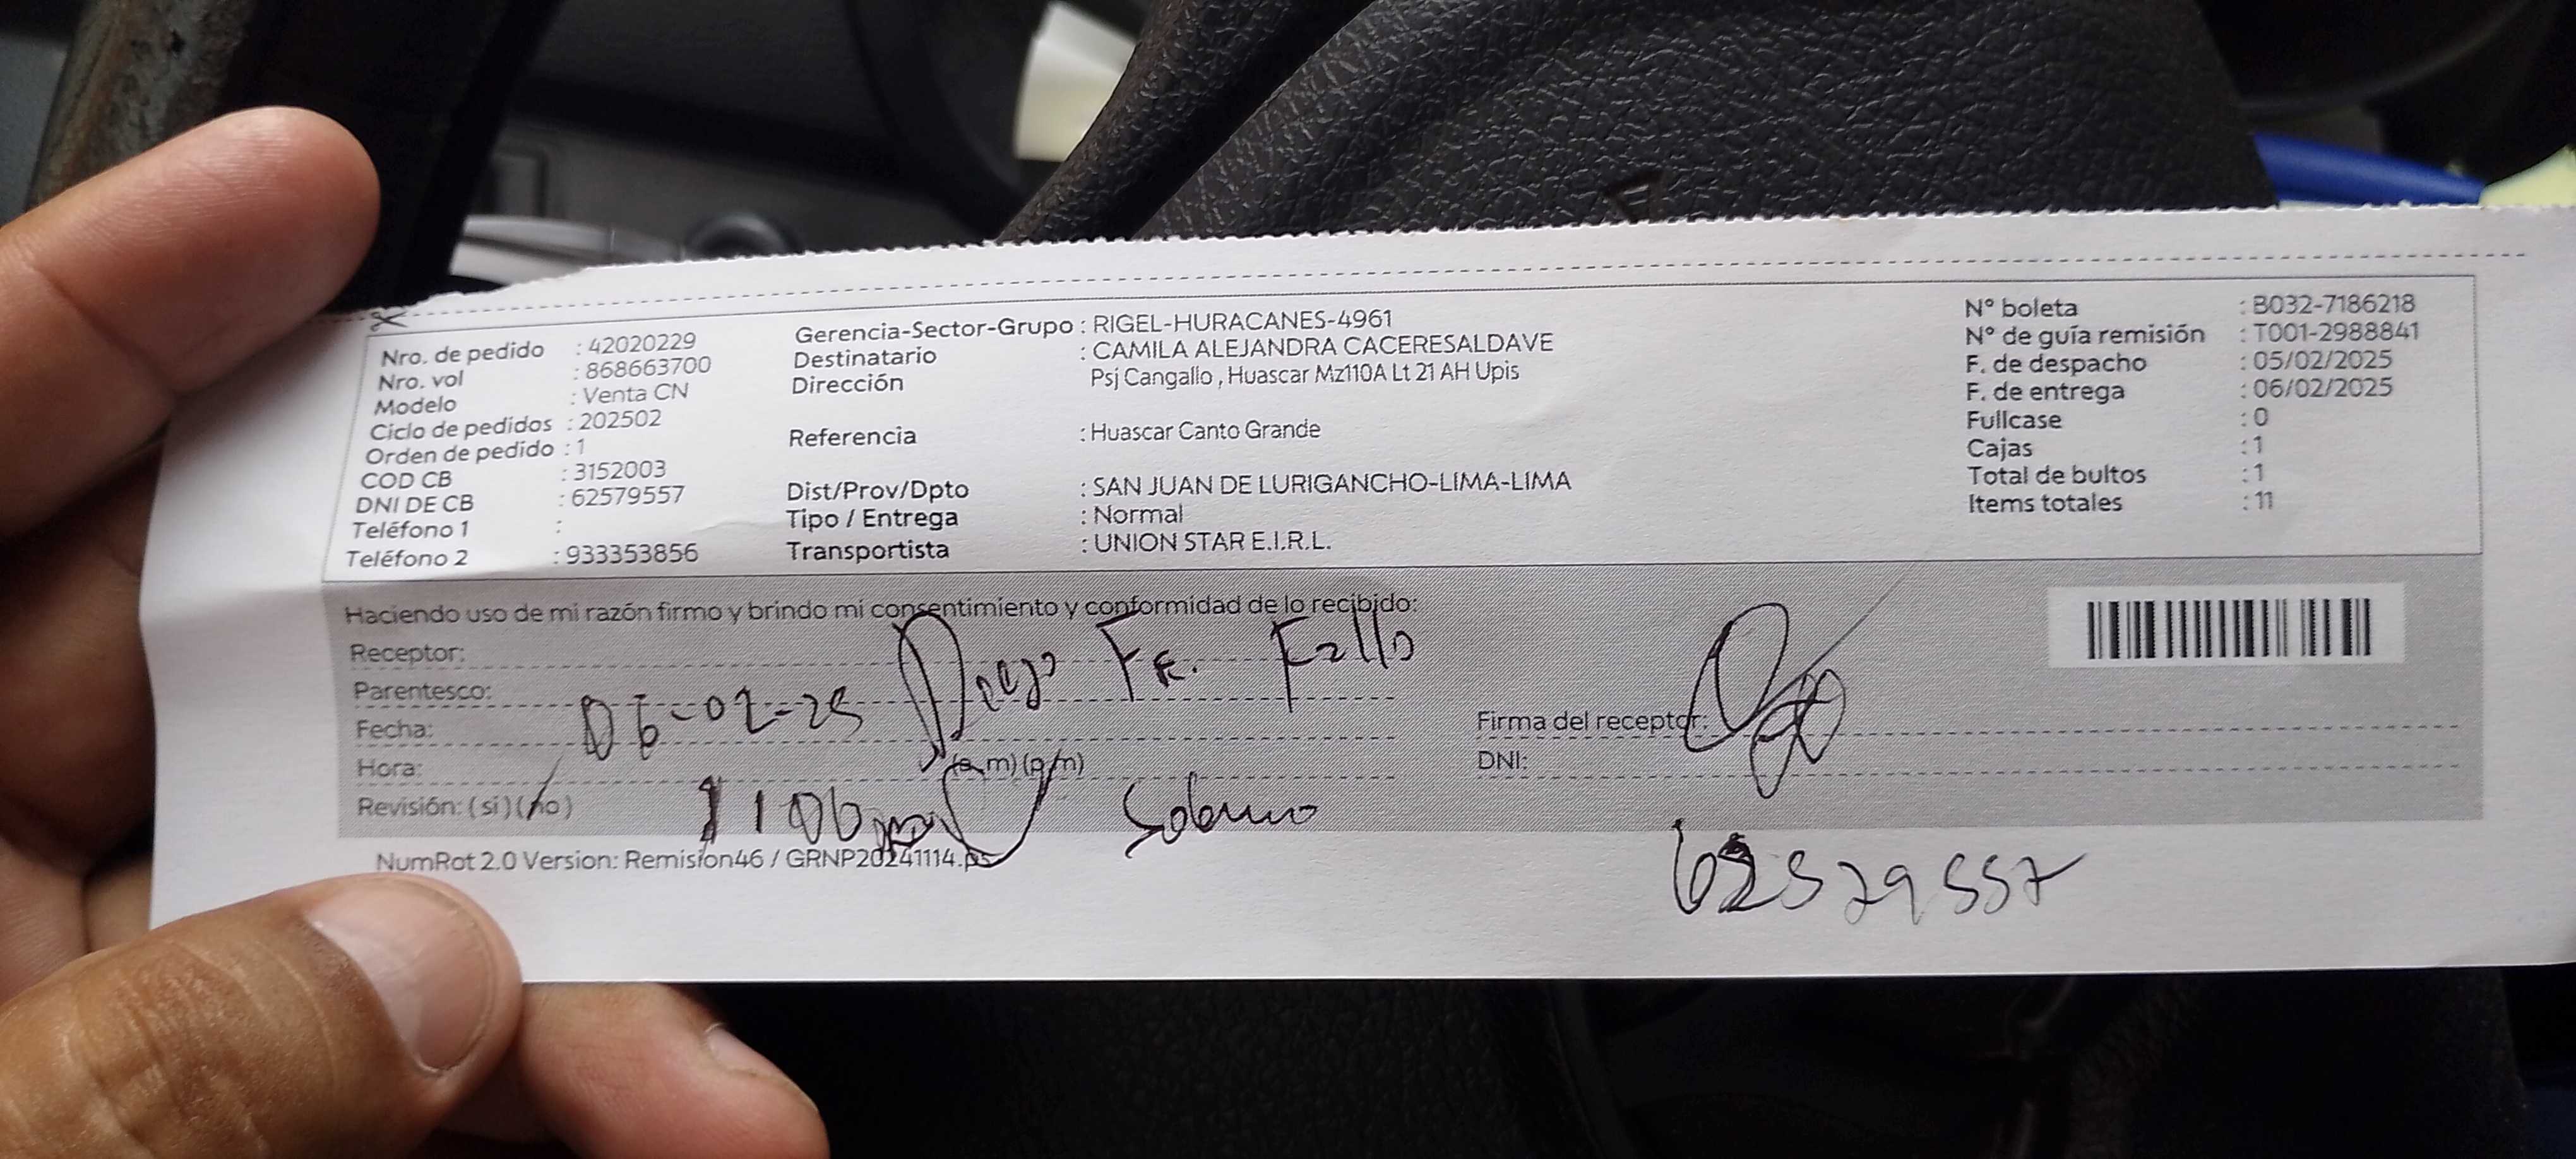 Nro. de pedido : 42020229
Nro. vol : 868663700
Modelo : Venta CN
Ciclo de pedidos : 202502
Orden de pedido : 1
COD CB : 3152003
DNI DE CB : 62579557
Teléfono 1 :
Teléfono 2 : 933353856
Gerencia-Sector-Grupo : RIGEL-HURACANES-4961
Destinatario : CAMILA ALEJANDRA CACERESALDAVE
Dirección Psj Cangallo , Huascar Mz110A Lt 21 AH Upis
Referencia : Huascar Canto Grande
Dist/Prov/Dpto : SAN JUAN DE LURIGANCHO-LIMA-LIMA
Tipo / Entrega : Normal
Transportista : UNION STAR E.I.R.L.
N° boleta : B032-7186218
N° de guía remisión : T001-2988841
F. de despacho : 05/02/2025
F. de entrega : 06/02/2025
Fullcase : 0
Cajas : 1
Total de bultos : 1
Items totales : 11
Haciendo uso de mi razón firmo y brindo mi consentimiento y conformidad de lo recibido:
Receptor:
Parentesco:
Fecha: 06-02-25
Hora: (a.m) (p/m)
Revisión: (si) (no)
Firma del receptor:
DNI:
62579557
NumRot 2.0 Version: Remision46 / GRNP20241114.ps